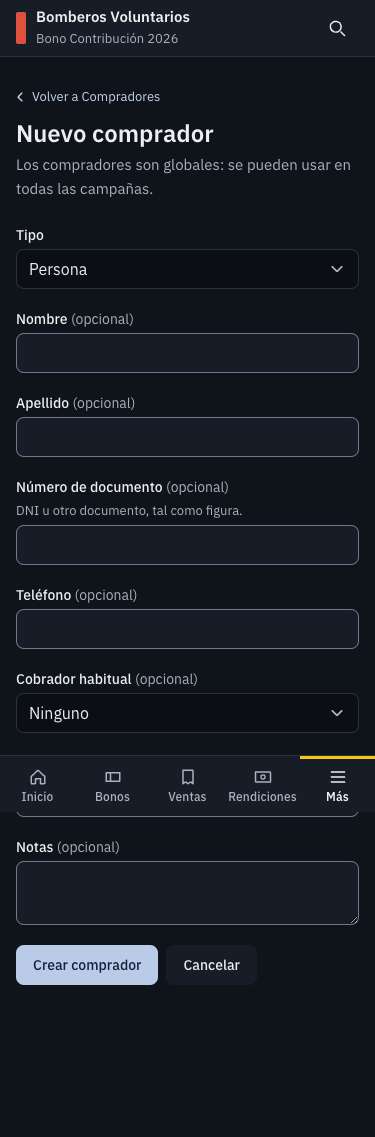 Bomberos Voluntarios
Bono Contribución 2026
Volver a Compradores
Nuevo comprador
Los compradores son globales: se pueden usar en
todas las campañas.
Tipo
Persona
Nombre (opcional)
Apellido (opcional)
Número de documento (opcional)
DNI u otro documento, tal como figura.
Teléfono (opcional)
Cobrador habitual (opcional)
Ninguno
Inicio
Bonos
Ventas
Rendiciones
Más
Notas (opcional)
Crear comprador
Cancelar